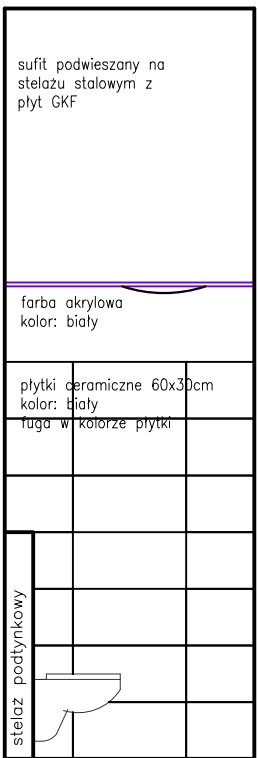 sufit podwieszany na
stelażu stalowym z
płyt GKF
farba akrylowa
kolor: biały
płytki ceramiczne 60x30cm
kolor: biały
fuga w kolorze płytki
stelaż podtynkowy